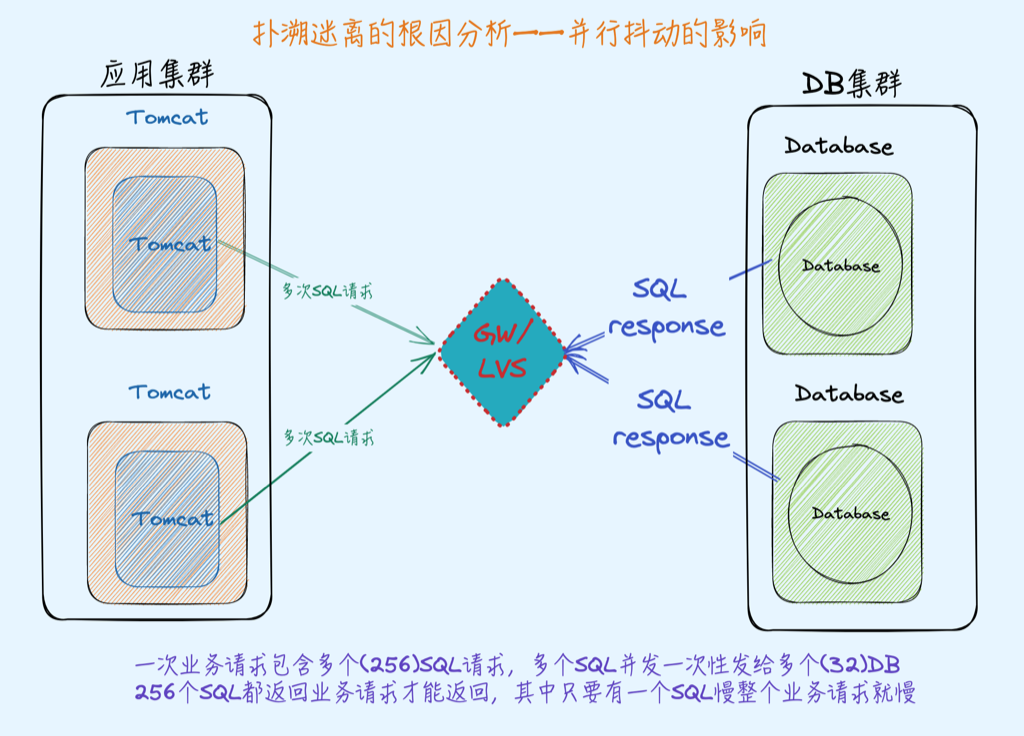 扑溯迷离的根因分析——并行抖动的影响
应用集群
Tomcat
Tomcat
Tomcat
Tomcat
多次SQL请求
多次SQL请求
GW/
LVS
SQL
response
SQL
response
DB集群
Database
Database
Database
Database
一次业务请求包含多个(256)SQL请求，多个SQL并发一次性发给多个(32)DB
256个SQL都返回业务请求才能返回，其中只要有一个SQL慢整个业务请求就慢